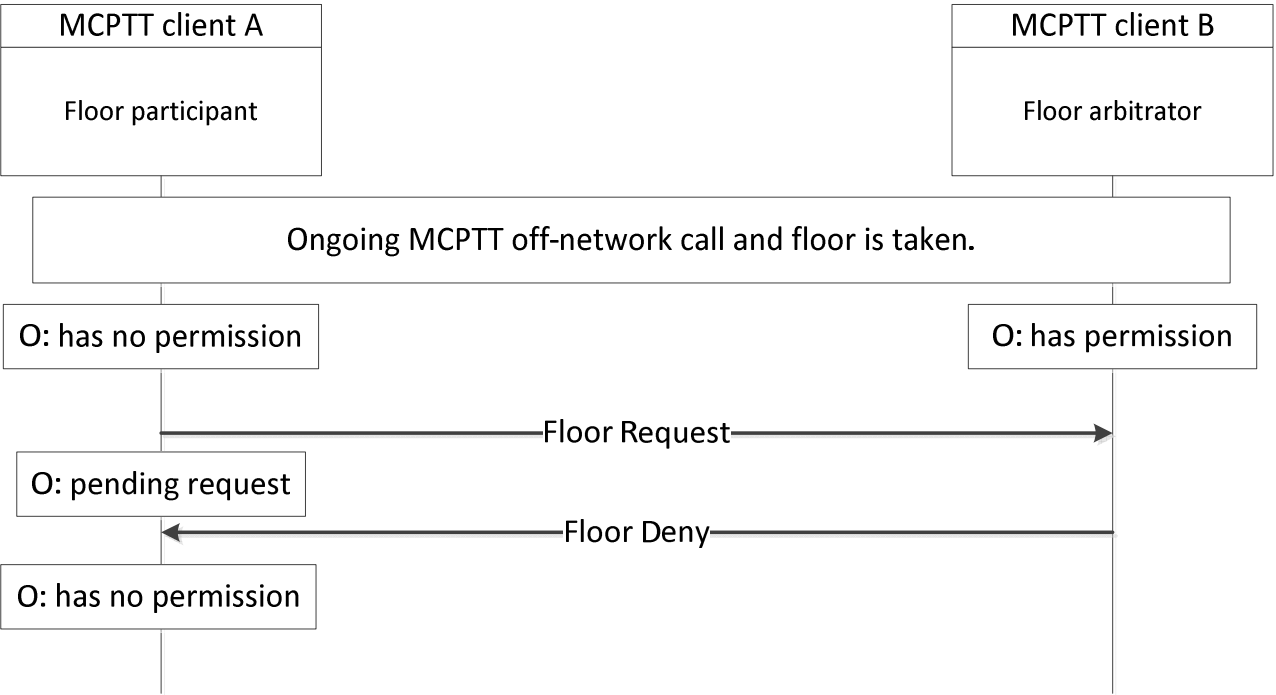 MCPTT client A
MCPTT client B
Floor participant
Floor arbitrator
Ongoing MCPTT off-network call and floor is taken.
O: has no permission
O: has permission
Floor Request
O: pending request
Floor Deny
O: has no permission